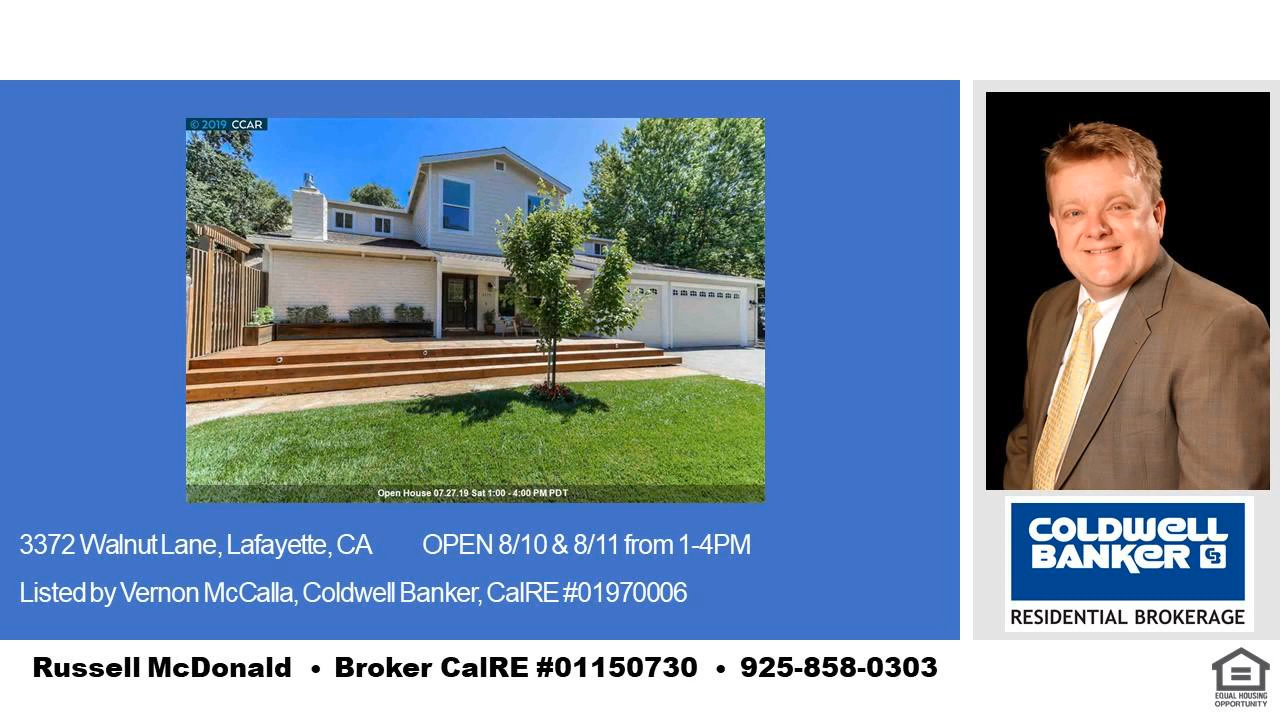 © 2019 CCAR
Open House 07.27.19 Sat 1:00 - 4:00 PM PDT
3372 Walnut Lane, Lafayette, CA OPEN 8/10 & 8/11 from 1-4PM
Listed by Vernon McCalla, Coldwell Banker, CalRE #01970006
COLDWELL
BANKER CB
RESIDENTIAL BROKERAGE
Russell McDonald • Broker CalRE #01150730 • 925-858-0303
EQUAL HOUSING
OPPORTUNITY